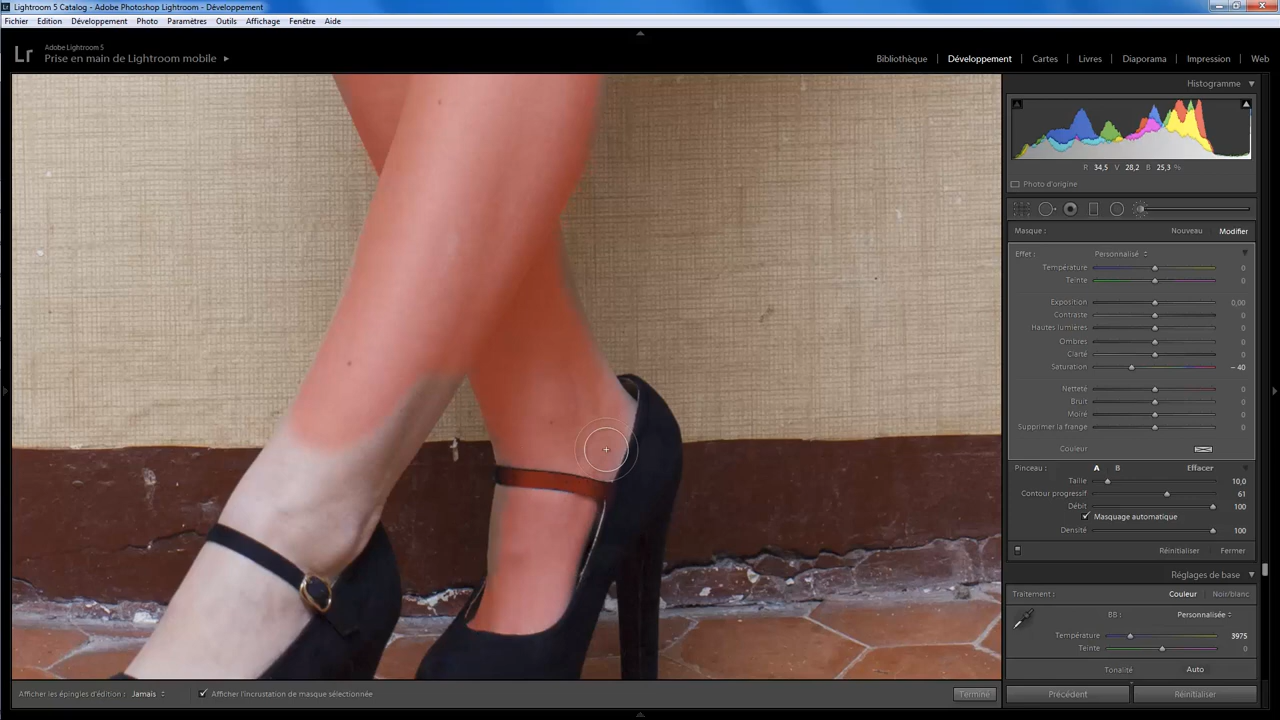 Lightroom 5 Catalog - Adobe Photoshop Lightroom - Développement
Fichier Edition Développement Photo Paramètres Outils Affichage Fenêtre Aide
Lr
Adobe Lightroom 5
Prise en main de Lightroom mobile
Bibliothèque Développement Cartes Livres Diaporama Impression Web
Histogramme
R 34,5 V 28,2 B 25,3 %
Photo d'origine
Masque : Nouveau Modifier
Effet : Personnalisé
Température 0
Teinte 0
Exposition 0,00
Contraste 0
Hautes lumières 0
Ombres 0
Clarté 0
Saturation – 40
Netteté 0
Bruit 0
Moiré 0
Supprimer la frange 0
Couleur
Pinceau : A B Effacer
Taille 10,0
Contour progressif 61
Débit 100
Masquage automatique
Densité 100
Réinitialiser Fermer
Réglages de base
Traitement : Couleur Noir/blanc
BB : Personnalisée
Température 3975
Teinte 0
Tonalité Auto
Afficher les épingles d'édition : Jamais Afficher l'incrustation de masque sélectionnée Terminé
Précédent Réinitialiser